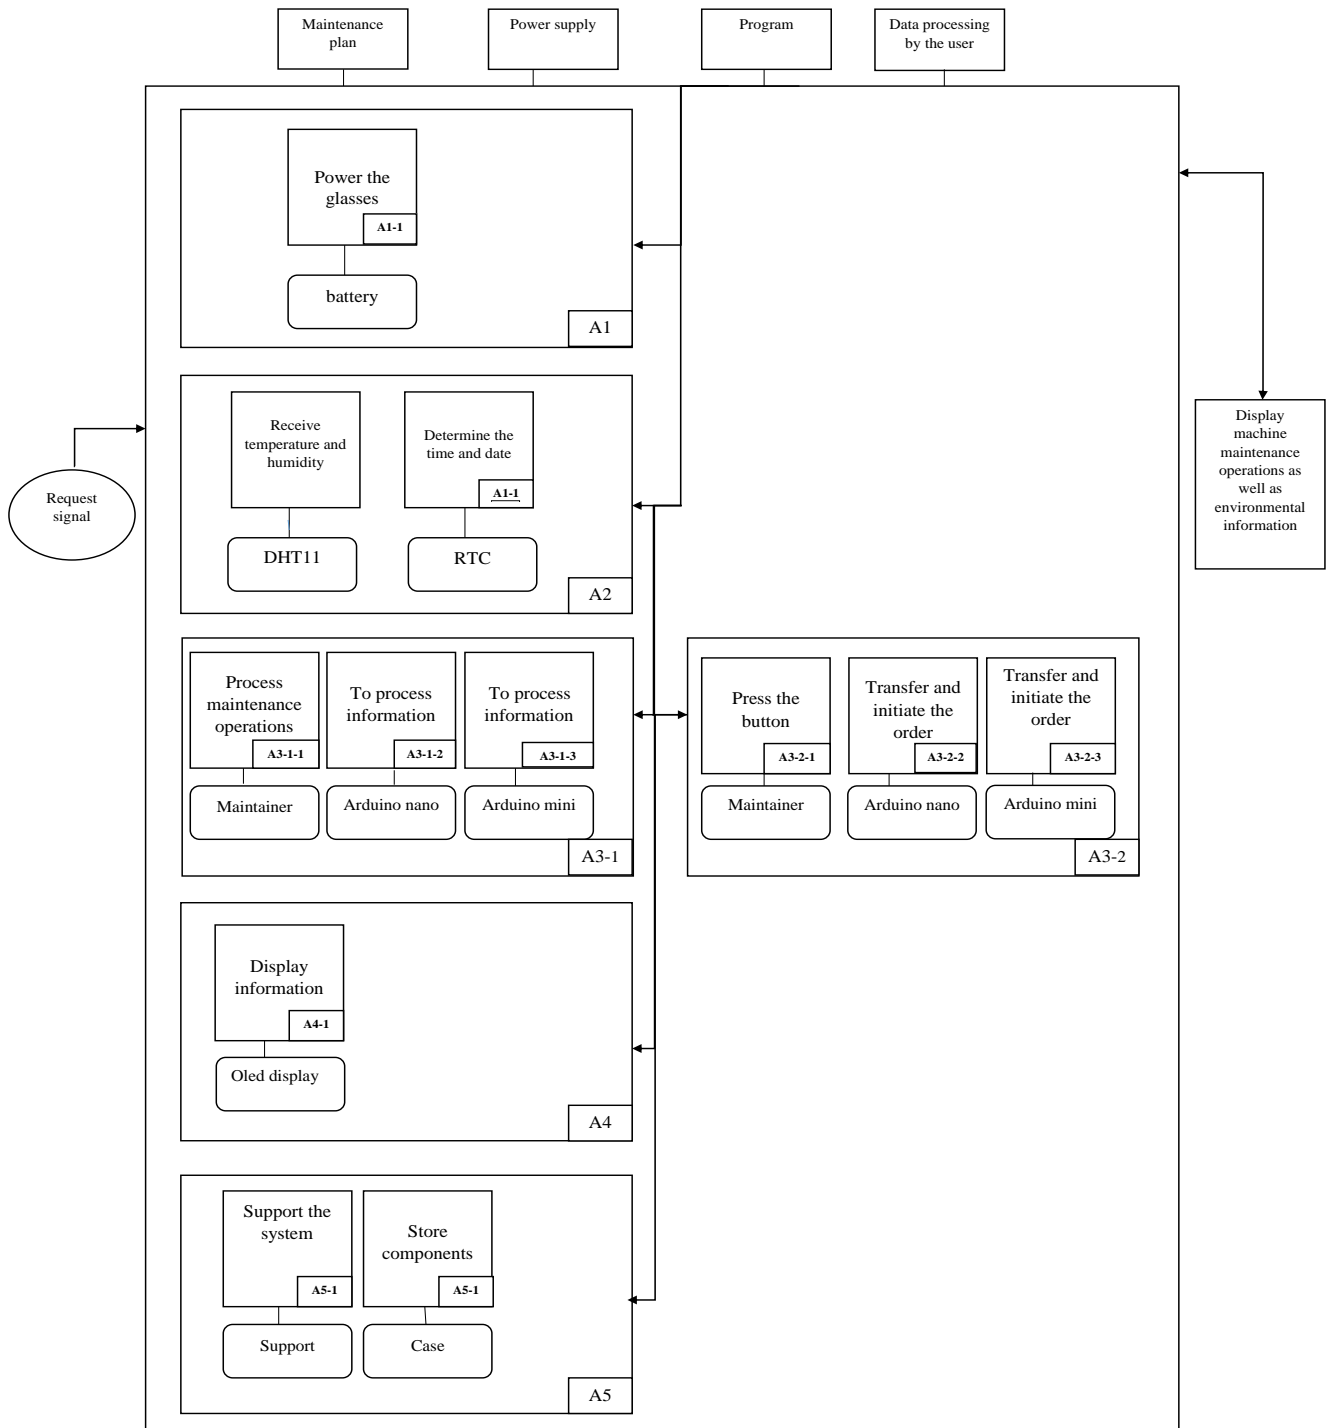 Maintenance
plan
Power supply
Program
Data processing
by the user
Power the
glasses
A1-1
battery
A1
Receive
temperature and
humidity
Determine the
time and date
A1-1
DHT11
RTC
A2
Request
signal
Display
machine
maintenance
operations as
well as
environmental
information
Process
maintenance
operations
A3-1-1
To process
information
A3-1-2
To process
information
A3-1-3
Maintainer
Arduino nano
Arduino mini
A3-1
Press the
button
A3-2-1
Transfer and
initiate the
order
A3-2-2
Transfer and
initiate the
order
A3-2-3
Maintainer
Arduino nano
Arduino mini
A3-2
Display
information
A4-1
Oled display
A4
Support the
system
A5-1
Store
components
A5-1
Support
Case
A5